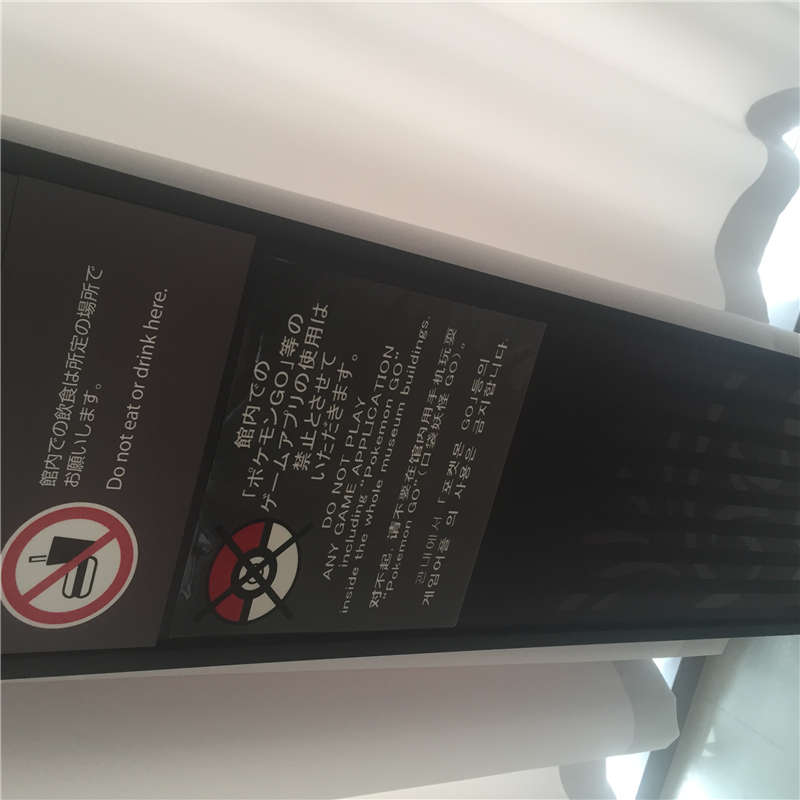 館内での飲食は所定の場所で
お願いします。
Do not eat or drink here.
館内での
「ポケモンGO」等の
ゲームアプリの使用は
禁止とさせて
いただきます。
DO NOT PLAY
ANY GAME APPLICATION
including "Pokemon GO"
inside the whole museum buildings.
对不起，请不要在馆内用手机玩耍
"Pokemon GO"(口袋妖怪 GO)。
관내에서 「포켓몬 GO」등의
게임어플 의 사용은 금지합니다.